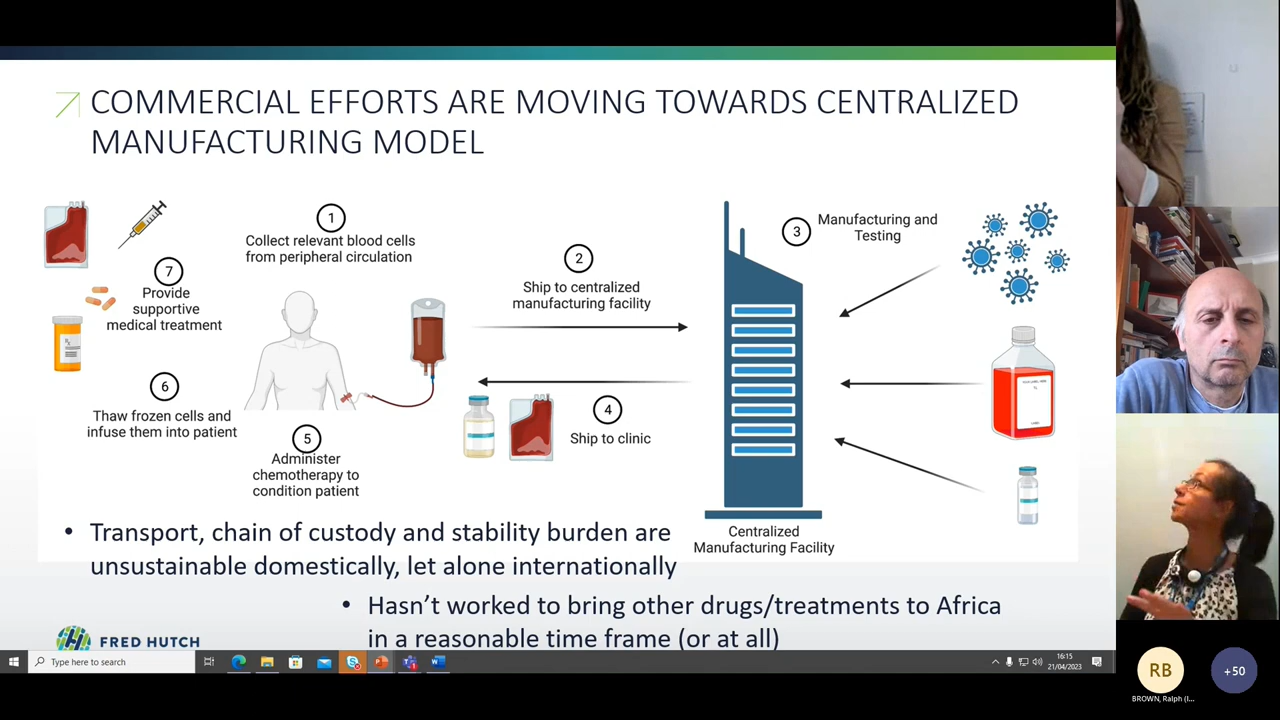 COMMERCIAL EFFORTS ARE MOVING TOWARDS CENTRALIZED
MANUFACTURING MODEL
1
Collect relevant blood cells
from peripheral circulation
2
Ship to centralized
manufacturing facility
3
Manufacturing and
Testing
4
Ship to clinic
5
Administer
chemotherapy to
condition patient
6
Thaw frozen cells and
infuse them into patient
7
Provide
supportive
medical treatment
Centralized
Manufacturing Facility
• Transport, chain of custody and stability burden are
unsustainable domestically, let alone internationally
• Hasn't worked to bring other drugs/treatments to Africa
in a reasonable time frame (or at all)
FRED HUTCH
Type here to search
16:15
21/04/2023
RB
+50
BROWN, Ralph (I...